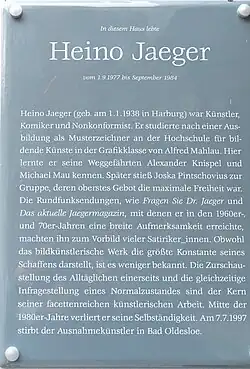 In diesem Haus lebte
Heino Jaeger
vom 1.9.1977 bis September 1984
Heino Jaeger (geb. am 1.1.1938 in Harburg) war Künstler,
Komiker und Nonkonformist. Er studierte nach einer Aus-
bildung als Musterzeichner an der Hochschule für bil-
dende Künste in der Grafikklasse von Alfred Mahlau. Hier
lernte er seine Weggefährten Alexander Knispel und
Michael Mau kennen. Später stieß Joska Pintschovius zur
Gruppe, deren oberstes Gebot die maximale Freiheit war.
Die Rundfunksendungen, wie Fragen Sie Dr. Jaeger und
Das aktuelle Jaegermagazin, mit denen er in den 1960er-
und 70er-Jahren eine breite Aufmerksamkeit erreichte,
machten ihn zum Vorbild vieler Satiriker_innen. Obwohl
das bildkünstlerische Werk die größte Konstante seines
Schaffens darstellt, ist es weniger bekannt. Die Zurschau-
stellung des Alltäglichen einerseits und die gleichzeitige
Infragestellung eines Normalzustandes sind der Kern
seiner facettenreichen künstlerischen Arbeit. Mitte der
1980er-Jahre verliert er seine Selbständigkeit. Am 7.7.1997
stirbt der Ausnahmekünstler in Bad Oldesloe.